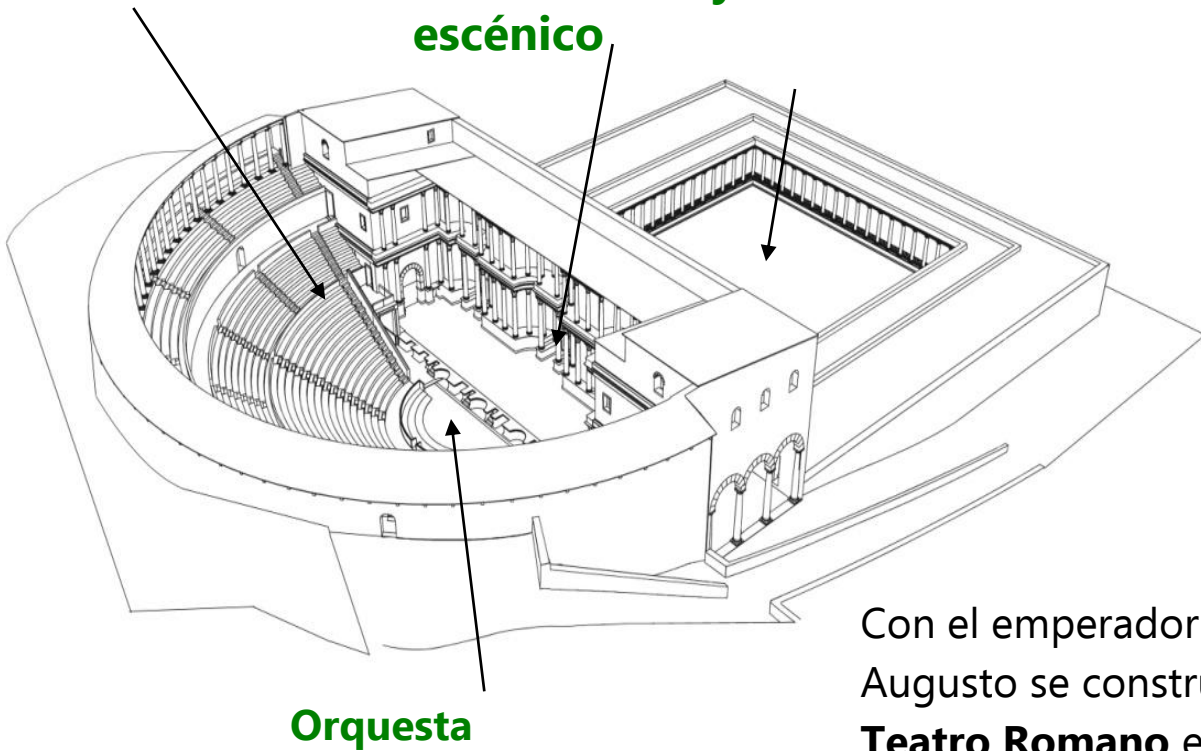 escénico
Orquesta
Con el emperador
Augusto se constru
Teatro Romano e